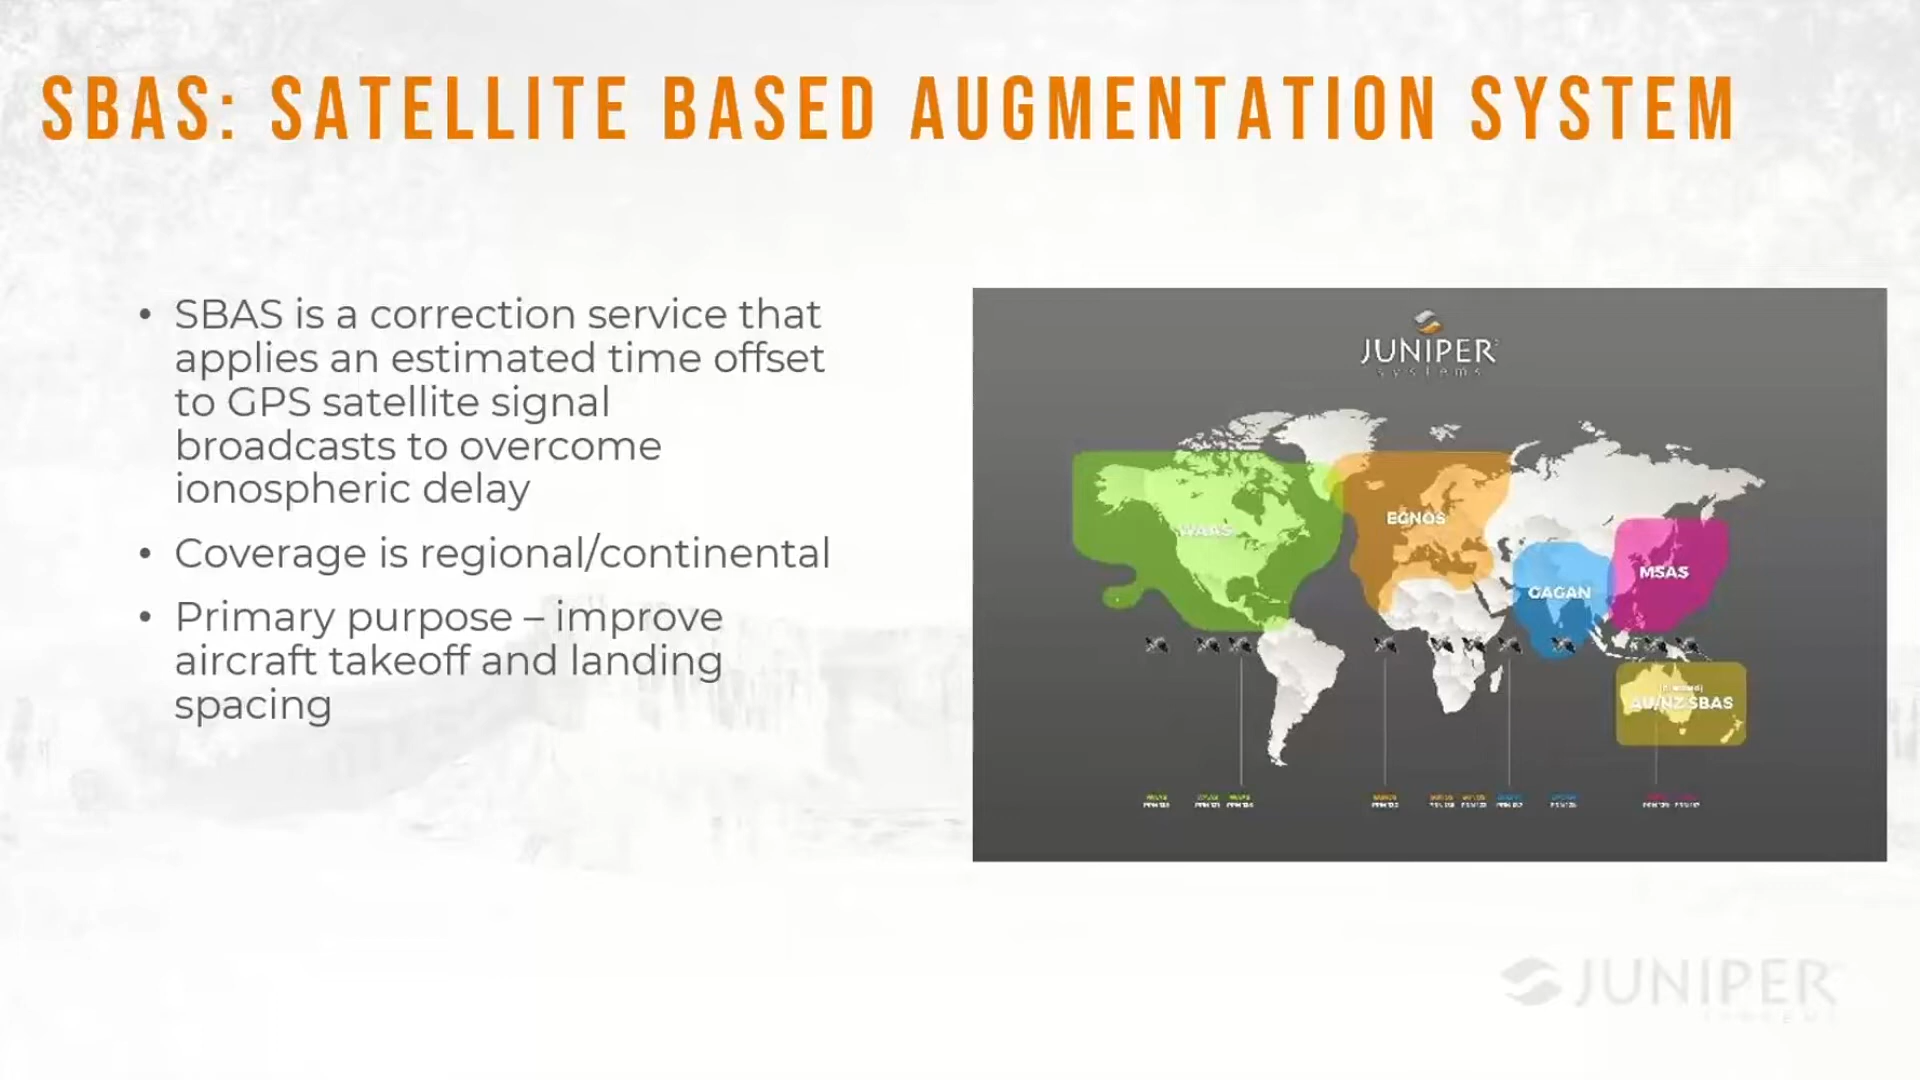 SBAS: SATELLITE BASED AUGMENTATION SYSTEM
• SBAS is a correction service that
applies an estimated time offset
to GPS satellite signal
broadcasts to overcome
ionospheric delay
• Coverage is regional/continental
• Primary purpose – improve
aircraft takeoff and landing
spacing
JUNIPER
systems
WAAS
EGNOS
MSAS
GAGAN
AU/NZ SBAS
JUNIPER
SYSTEMS